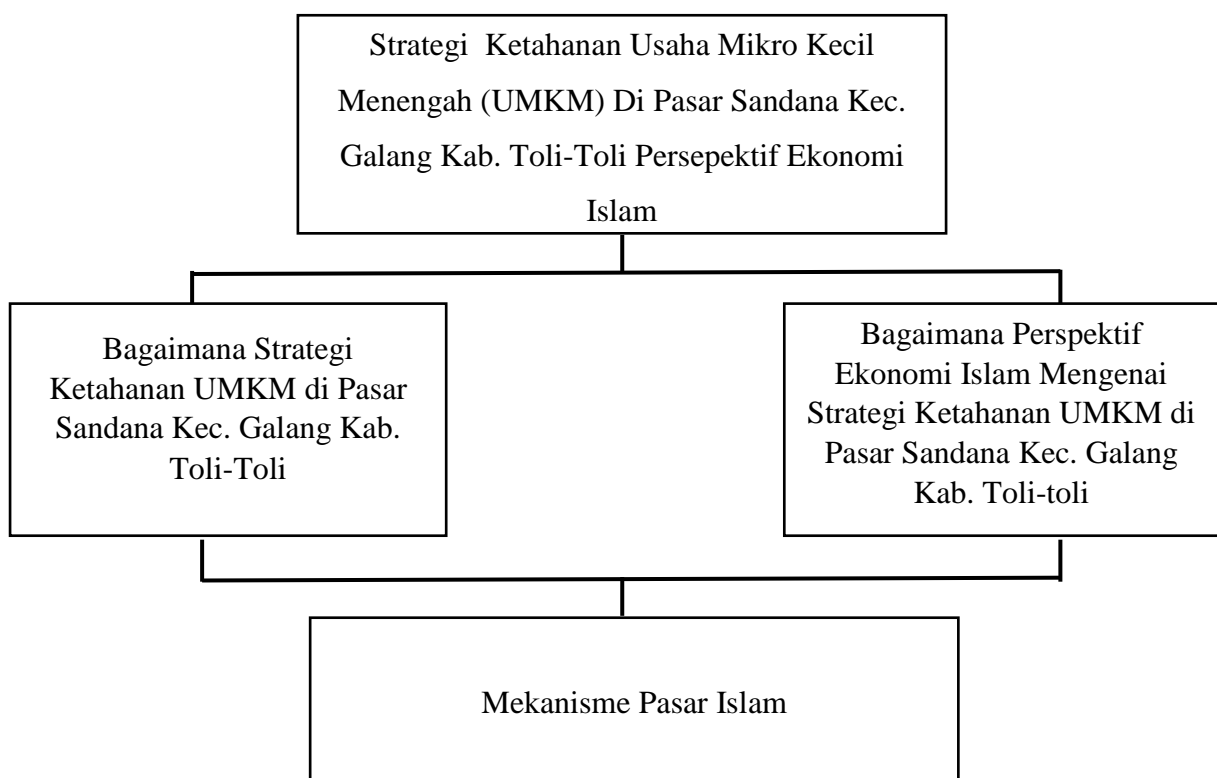 Strategi Ketahanan Usaha Mikro Kecil
Menengah (UMKM) Di Pasar Sandana Kec.
Galang Kab. Toli-Toli Persepektif Ekonomi
Islam
Bagaimana Strategi
Ketahanan UMKM di Pasar
Sandana Kec. Galang Kab.
Toli-Toli
Bagaimana Perspektif
Ekonomi Islam Mengenai
Strategi Ketahanan UMKM di
Pasar Sandana Kec. Galang
Kab. Toli-toli
Mekanisme Pasar Islam